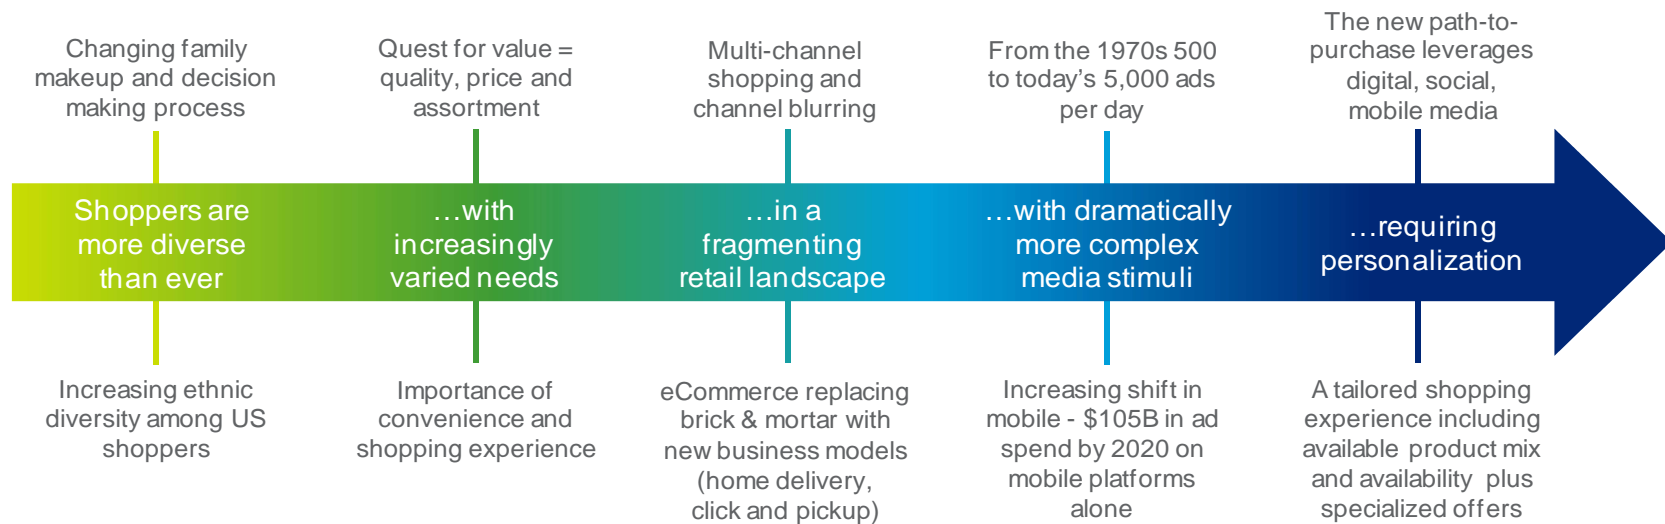 Changing family
makeup and decision
making process
Quest for value =
quality, price and
assortment
Multi-channel
shopping and
channel blurring
From the 1970s 500
to today's 5,000 ads
per day
The new path-to-
purchase leverages
digital, social,
mobile media
Shoppers are
more diverse
than ever
…with
increasingly
varied needs
…in a
fragmenting
retail landscape
…with dramatically
more complex
media stimuli
…requiring
personalization
Increasing ethnic
diversity among US
shoppers
Importance of
convenience and
shopping experience
eCommerce replacing
brick & mortar with
new business models
(home delivery,
click and pickup)
Increasing shift in
mobile - $105B in ad
spend by 2020 on
mobile platforms
alone
A tailored shopping
experience including
available product mix
and availability plus
specialized offers